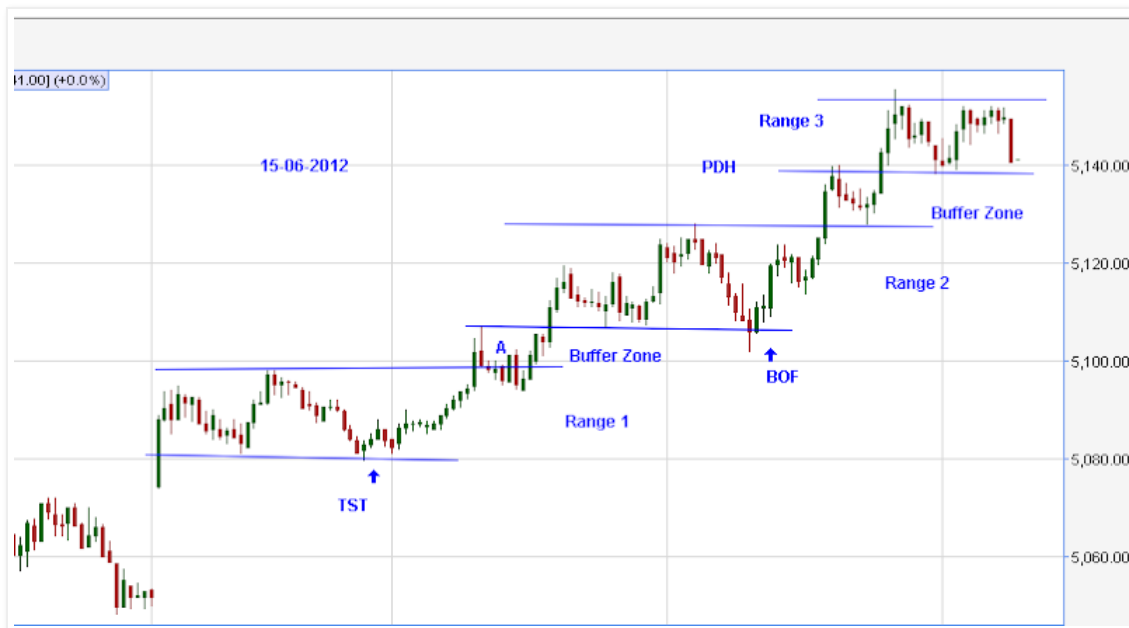 41.00] (+0.0%)
Range 3
15-06-2012
PDH
5,140.00
Buffer Zone
Range 2
5,120.00
A
Buffer Zone
5,100.00
BOF
Range 1
5,080.00
TST
5,060.00